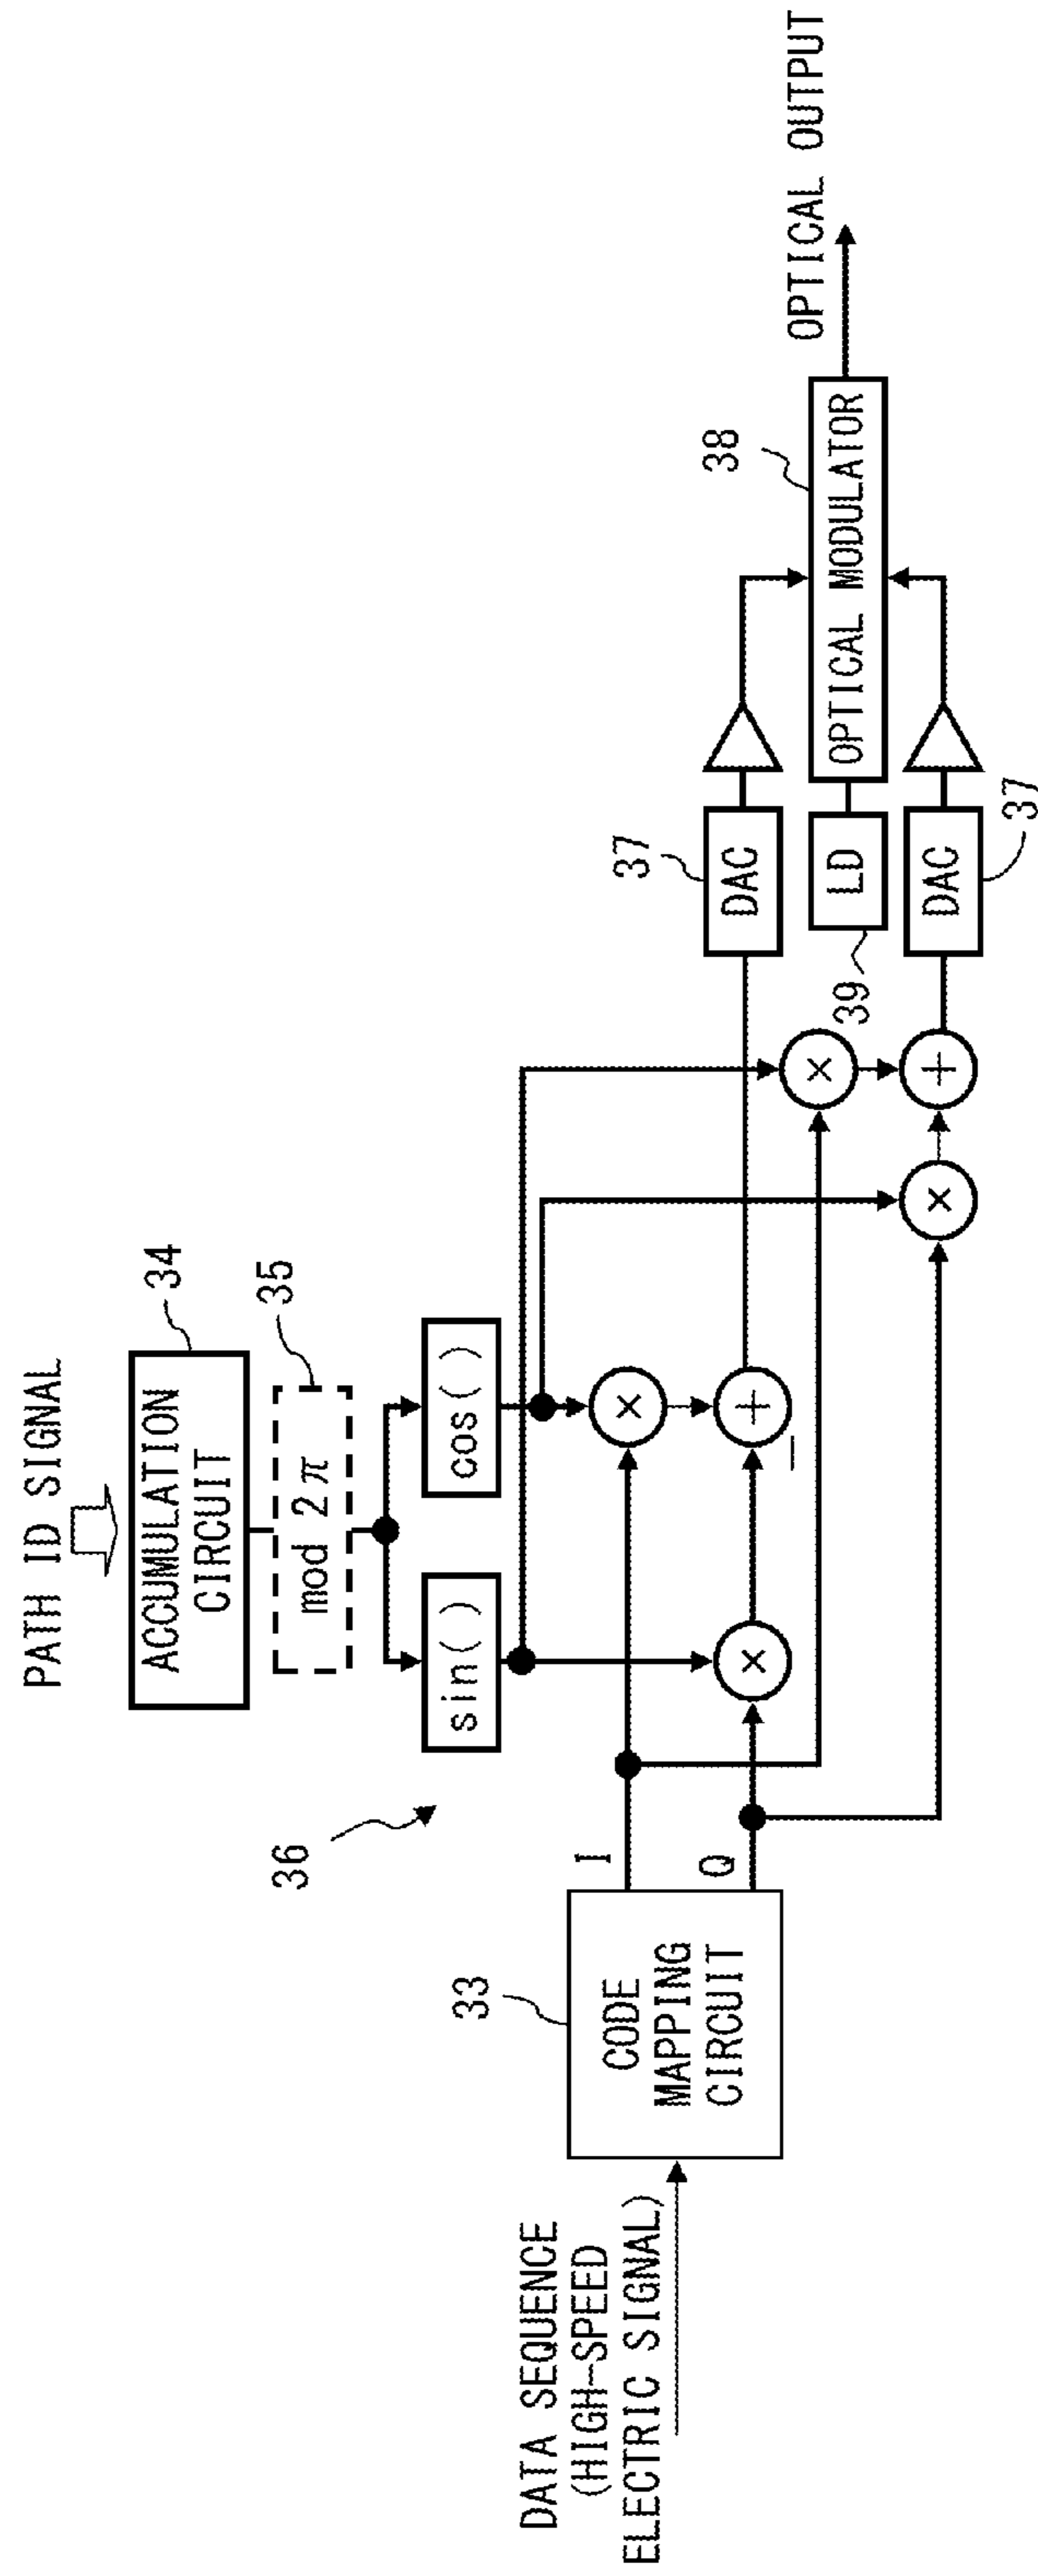 PATH ID SIGNAL
ACCUMULATION
CIRCUIT
34
mod 2π
35
sin()
cos()
36
DATA SEQUENCE
(HIGH-SPEED
ELECTRIC SIGNAL)
33
CODE
MAPPING
CIRCUIT
I
Q
×
×
+
−
×
×
+
37
DAC
LD
39
DAC
37
38
OPTICAL MODULATOR
OPTICAL OUTPUT